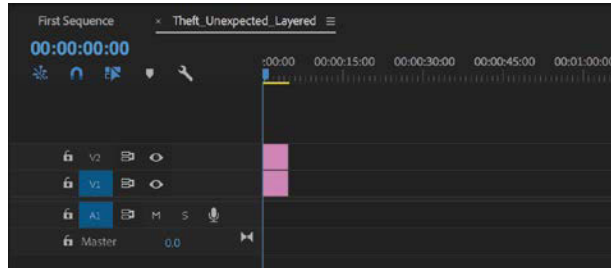 First Sequence × Theft_Unexpected_Layered
00:00:00:00
:00:00 00:00:15:00 00:00:30:00 00:00:45:00 00:01:00:00
V2
V1
A1 M S
Master 0.0